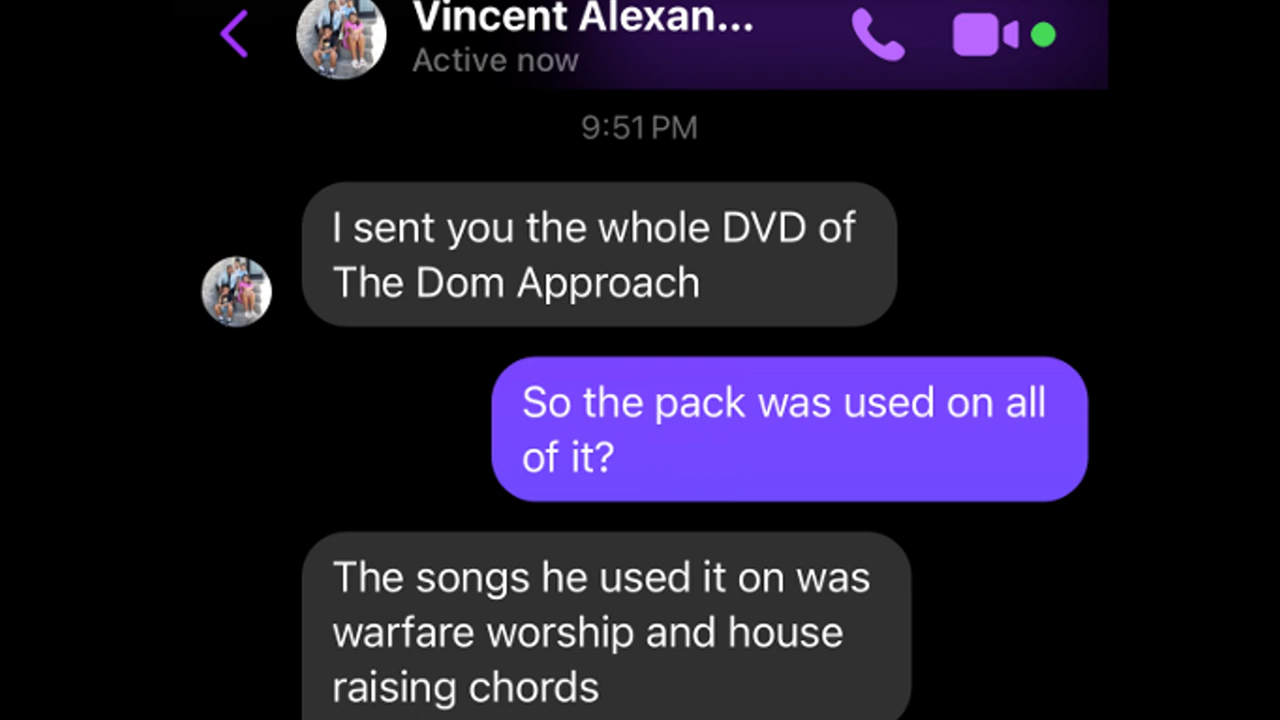 Vincent Alexan...
Active now
9:51 PM
I sent you the whole DVD of
The Dom Approach
So the pack was used on all
of it?
The songs he used it on was
warfare worship and house
raising chords